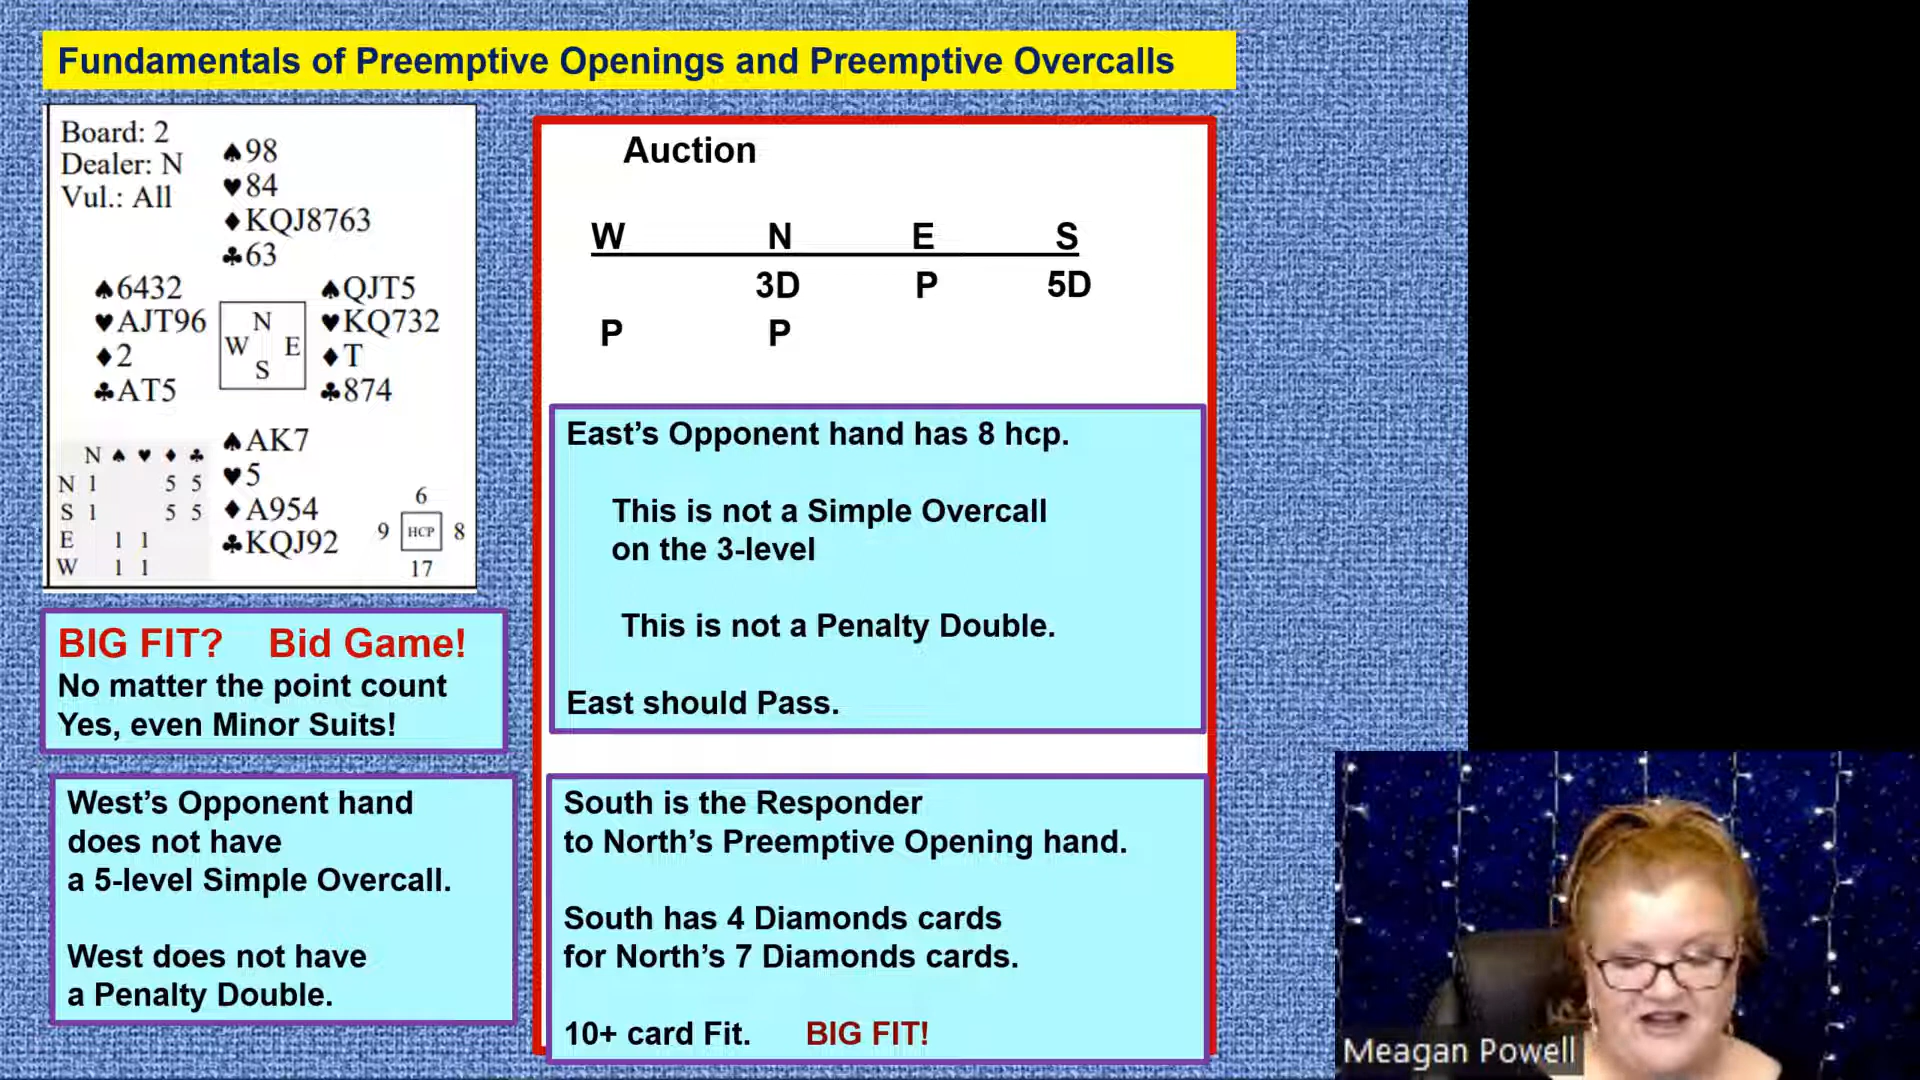 Fundamentals of Preemptive Openings and Preemptive Overcalls
Board: 2
Dealer: N
Vul.: All
♠98
♥84
♦KQJ8763
♣63
♠6432
♥AJT96
♦2
♣AT5
N
W E
S
♠QJT5
♥KQ732
♦T
♣874
♠AK7
♥5
♦A954
♣KQJ92
N ♠ ♥ ♦ ♣
N 1 5 5
S 1 5 5
E 1 1
W 1 1
6
9 HCP 8
17
Auction
W N E S
3D P 5D
P P
East’s Opponent hand has 8 hcp.
This is not a Simple Overcall
on the 3-level
This is not a Penalty Double.
East should Pass.
BIG FIT? Bid Game!
No matter the point count
Yes, even Minor Suits!
West’s Opponent hand
does not have
a 5-level Simple Overcall.
West does not have
a Penalty Double.
South is the Responder
to North’s Preemptive Opening hand.
South has 4 Diamonds cards
for North’s 7 Diamonds cards.
10+ card Fit. BIG FIT!
Meagan Powell